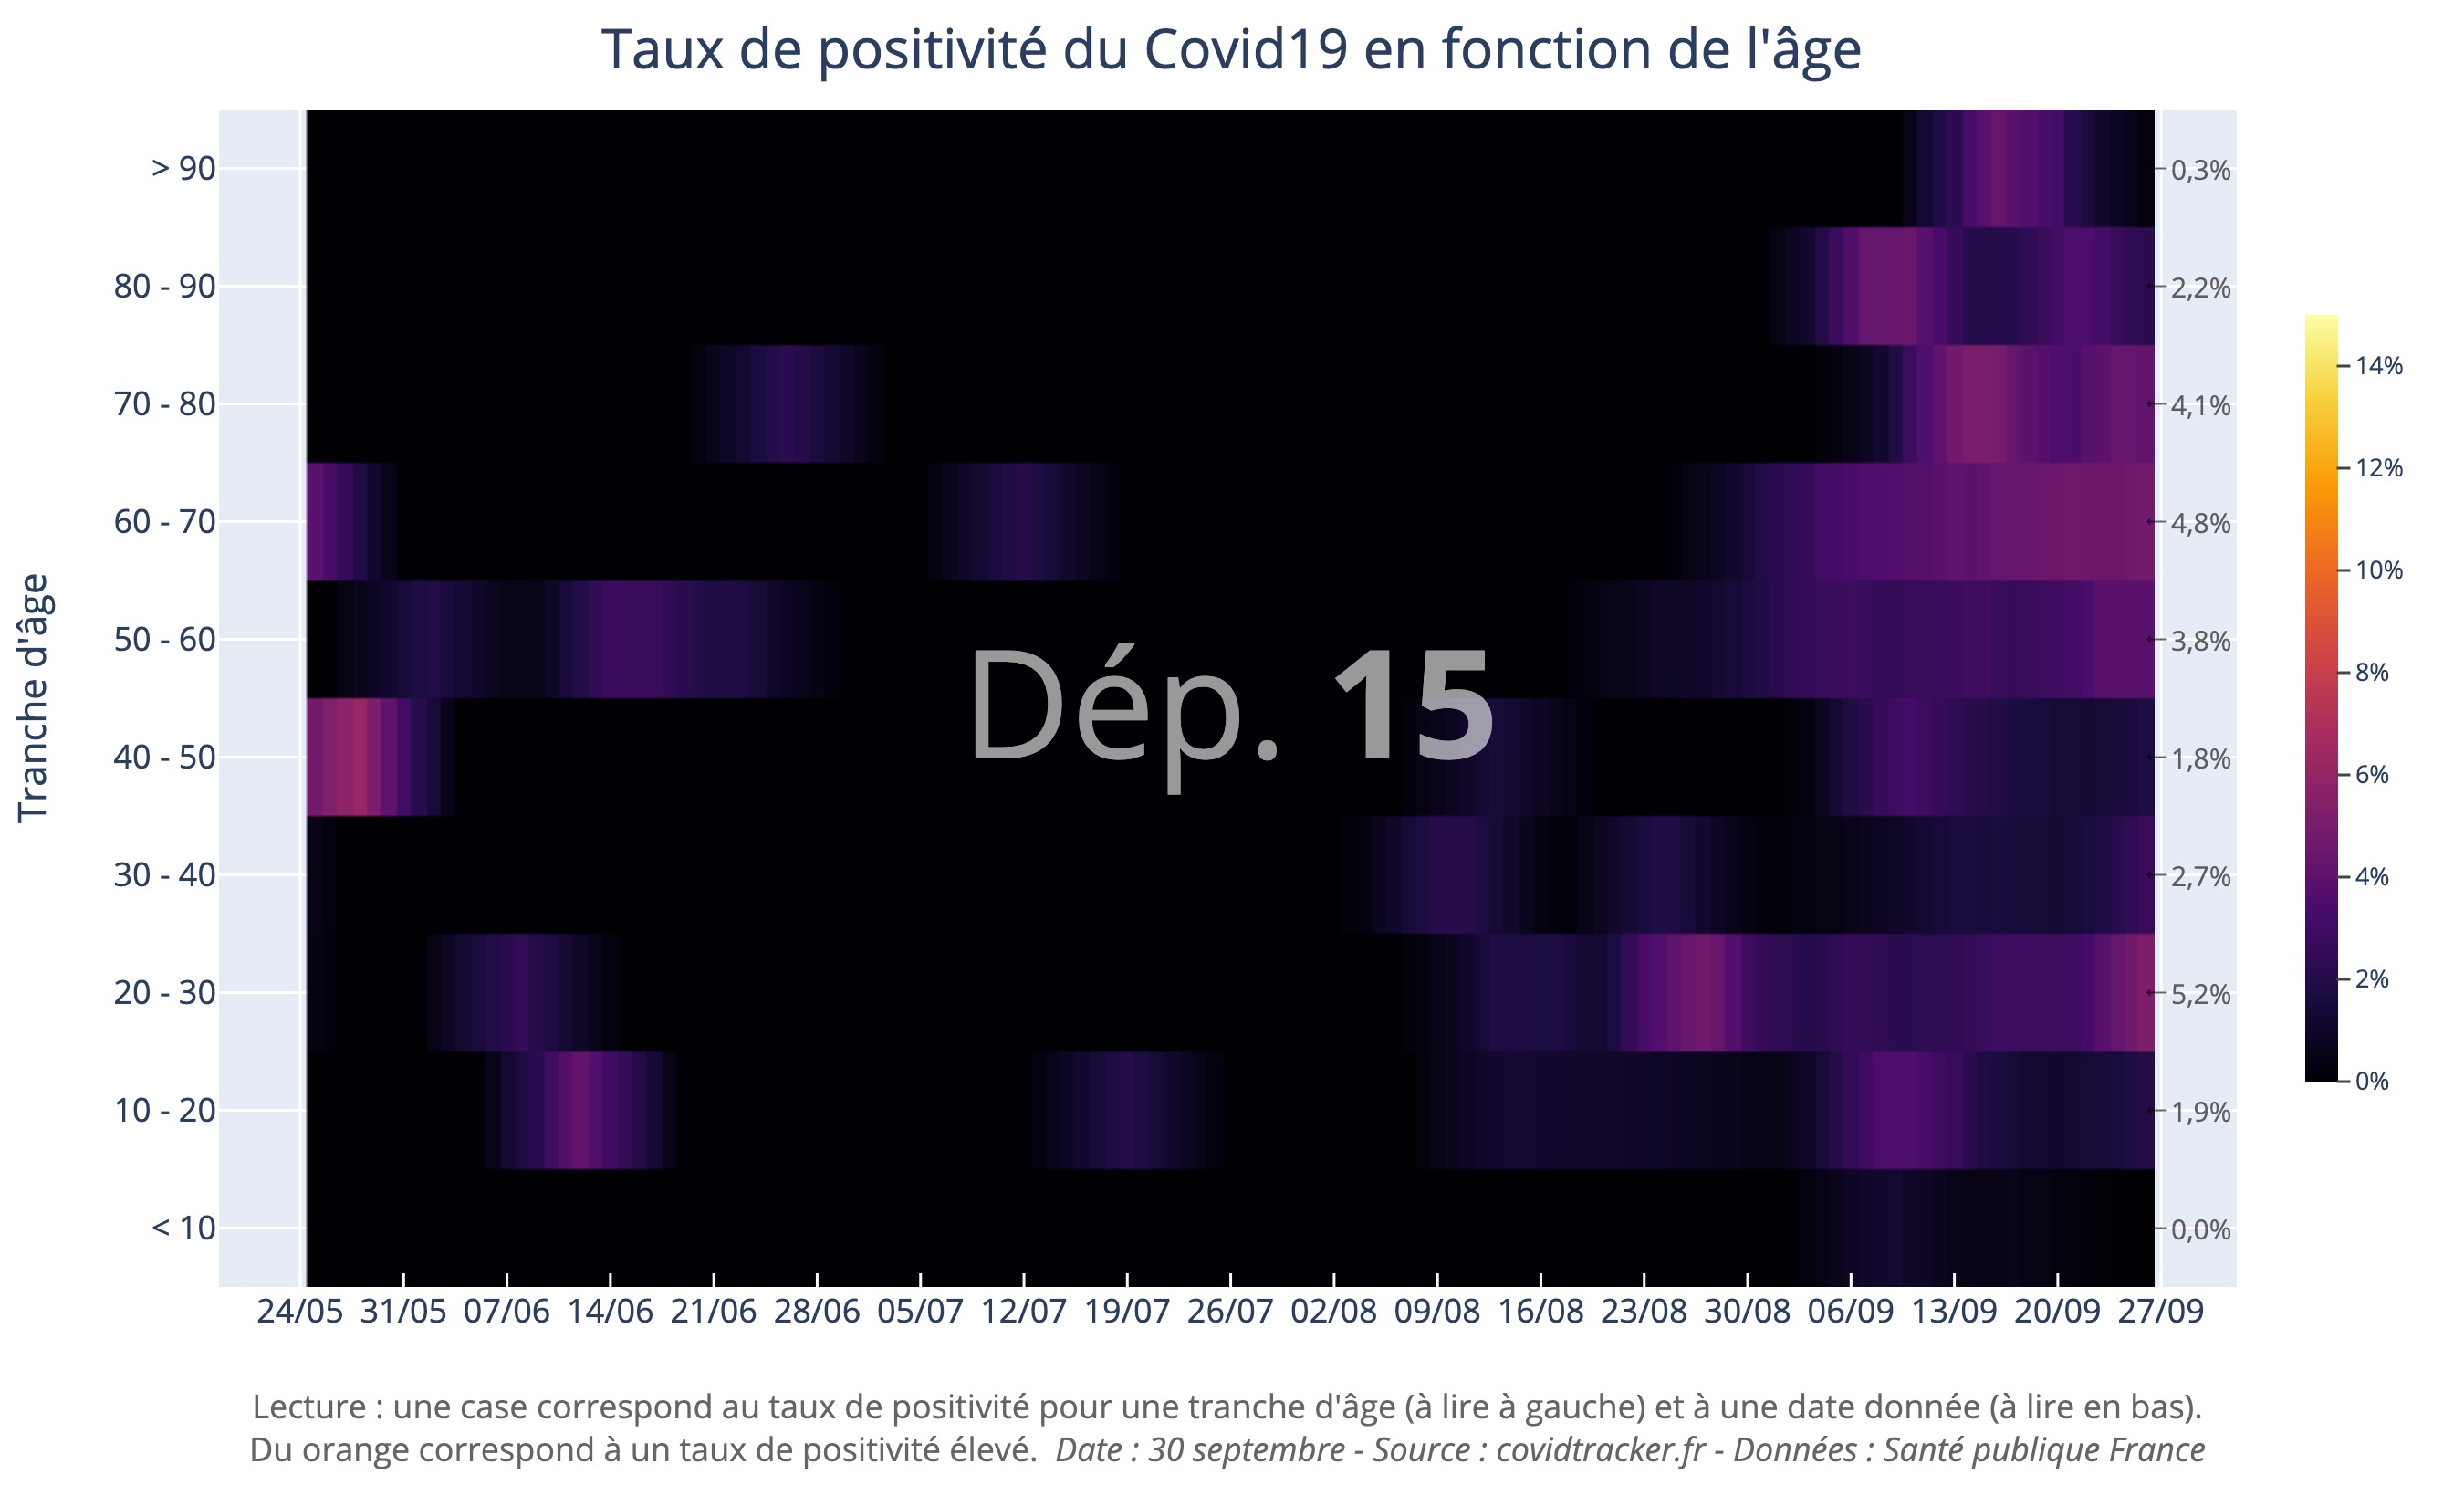 Taux de positivité du Covid19 en fonction de l'âge
Tranche d'âge
> 90
80 - 90
70 - 80
60 - 70
50 - 60
40 - 50
30 - 40
20 - 30
10 - 20
< 10
Dép. 15
0,3%
2,2%
4,1%
4,8%
3,8%
1,8%
2,7%
5,2%
1,9%
0,0%
14%
12%
10%
8%
6%
4%
2%
0%
24/05 31/05 07/06 14/06 21/06 28/06 05/07 12/07 19/07 26/07 02/08 09/08 16/08 23/08 30/08 06/09 13/09 20/09 27/09
Lecture : une case correspond au taux de positivité pour une tranche d'âge (à lire à gauche) et à une date donnée (à lire en bas).
Du orange correspond à un taux de positivité élevé. Date : 30 septembre - Source : covidtracker.fr - Données : Santé publique France